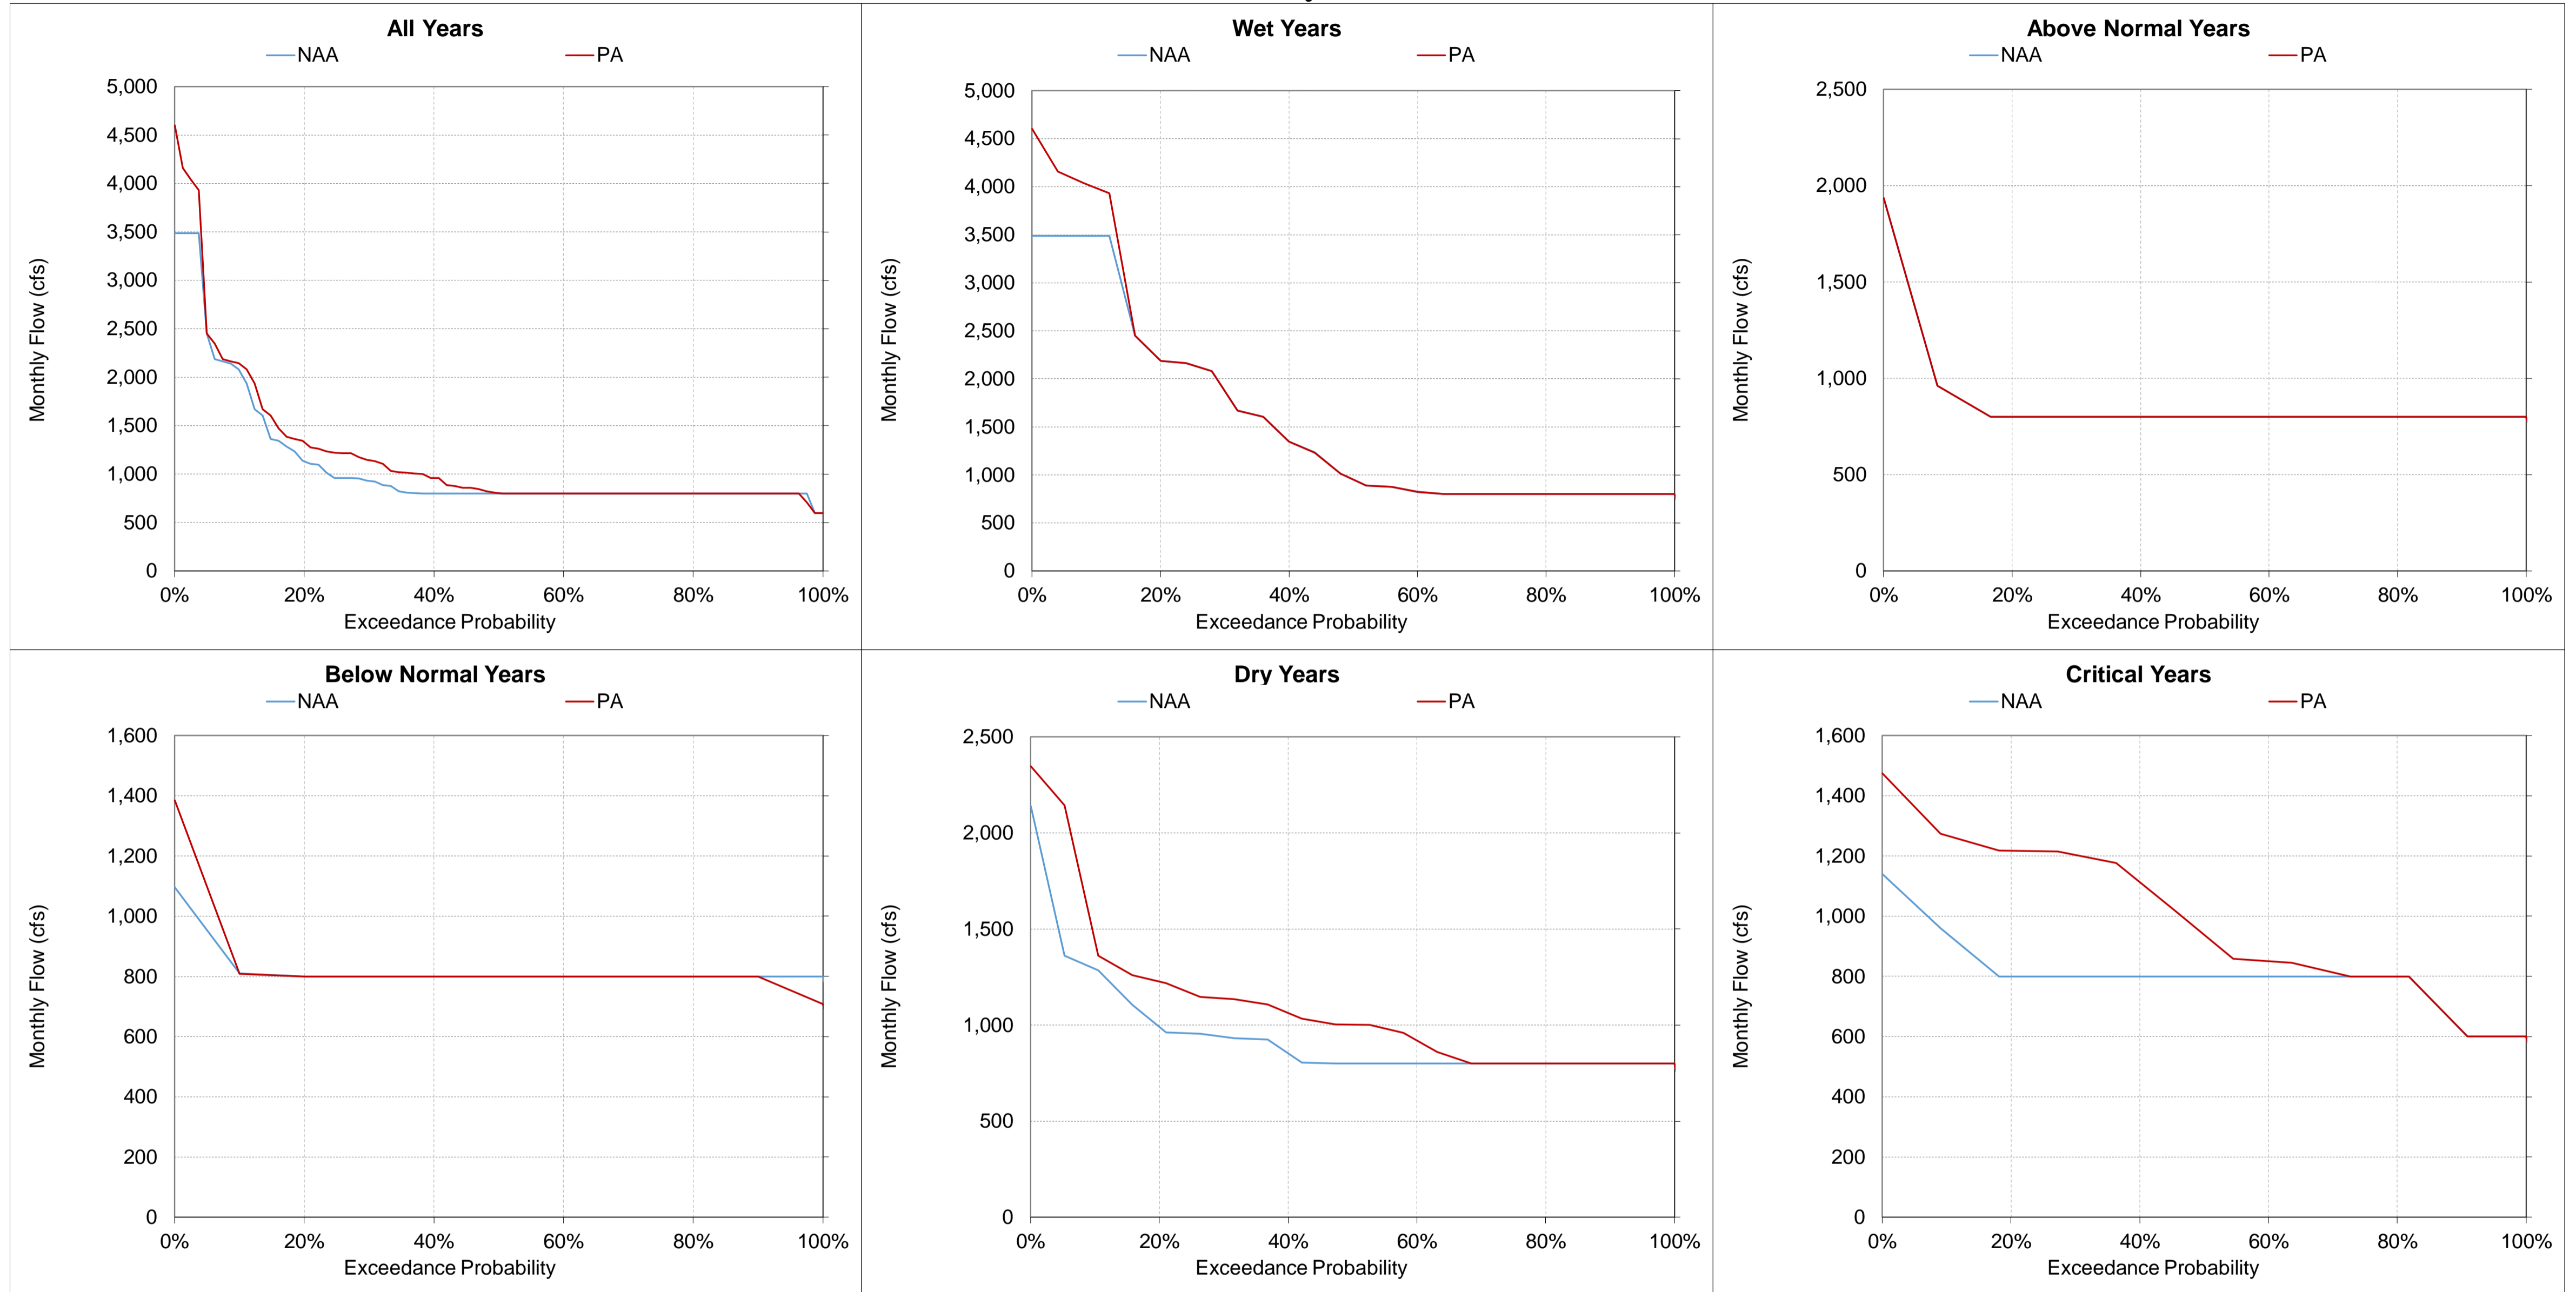 All Years
NAA PA
5,000
4,500
4,000
3,500
3,000
2,500
2,000
1,500
1,000
500
0
Monthly Flow (cfs)
0% 20% 40% 60% 80% 100%
Exceedance Probability
Wet Years
NAA PA
5,000
4,500
4,000
3,500
3,000
2,500
2,000
1,500
1,000
500
0
Monthly Flow (cfs)
0% 20% 40% 60% 80% 100%
Exceedance Probability
Above Normal Years
NAA PA
2,500
2,000
1,500
1,000
500
0
Monthly Flow (cfs)
0% 20% 40% 60% 80% 100%
Exceedance Probability
Below Normal Years
NAA PA
1,600
1,400
1,200
1,000
800
600
400
200
0
Monthly Flow (cfs)
0% 20% 40% 60% 80% 100%
Exceedance Probability
Dry Years
NAA PA
2,500
2,000
1,500
1,000
500
0
Monthly Flow (cfs)
0% 20% 40% 60% 80% 100%
Exceedance Probability
Critical Years
NAA PA
1,600
1,400
1,200
1,000
800
600
400
200
0
Monthly Flow (cfs)
0% 20% 40% 60% 80% 100%
Exceedance Probability